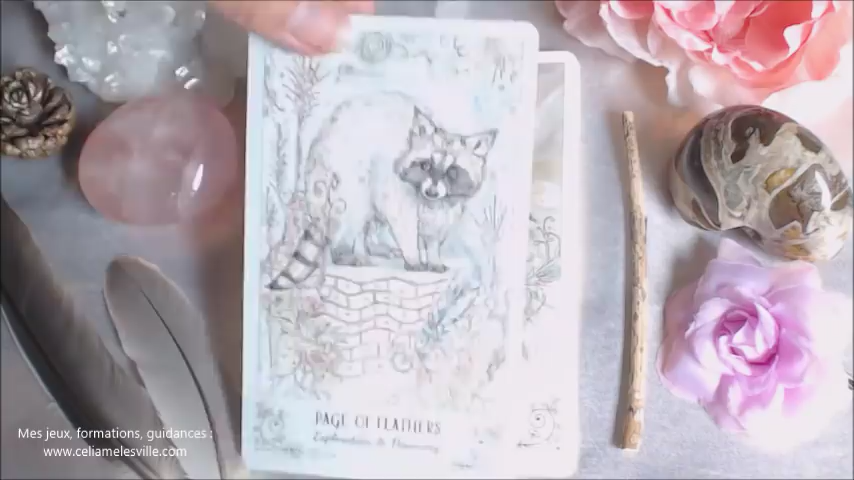 PAGE OF FEATHERS
Mes jeux, formations, guidances :
www.celiamelesville.com